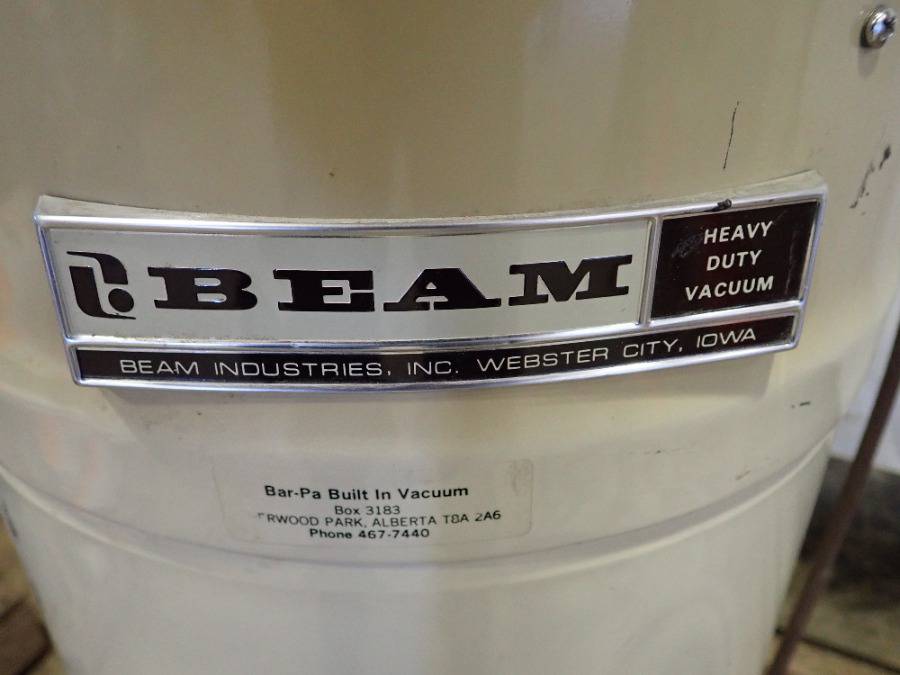 BEAM
HEAVY
DUTY
VACUUM
BEAM INDUSTRIES, INC. WEBSTER CITY, IOWA
Bar-Pa Built In Vacuum
Box 3183
ERWOOD PARK, ALBERTA T8A 2A6
Phone 467-7440